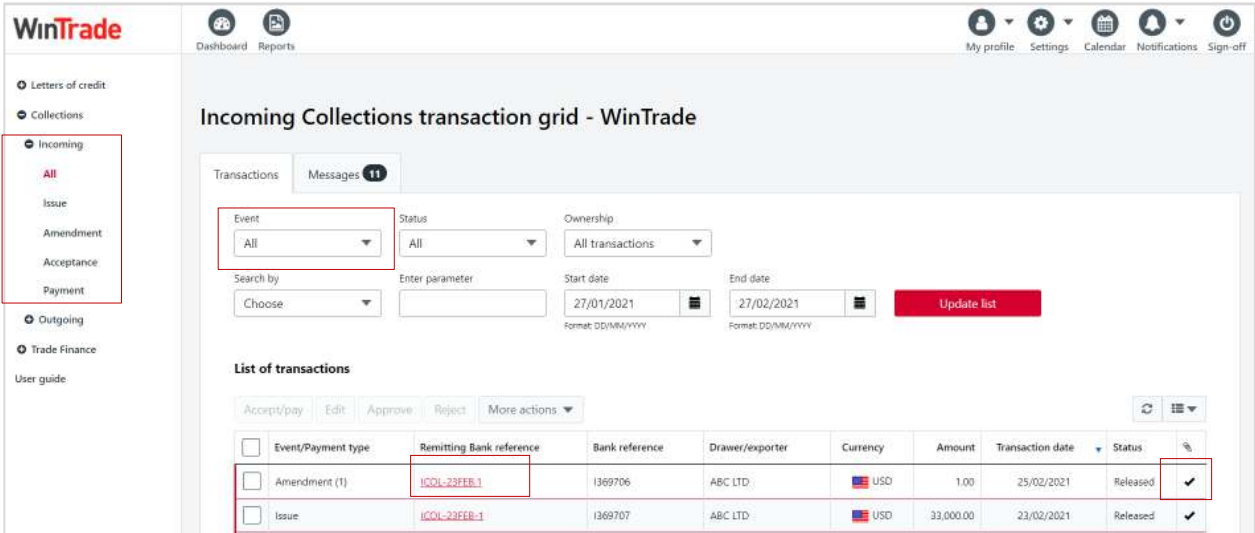 WinTrade
Dashboard Reports
My profile Settings Calendar Notifications Sign-off
Letters of credit
Collections
Incoming
All
Issue
Amendment
Acceptance
Payment
Outgoing
Trade Finance
User guide
Incoming Collections transaction grid - WinTrade
Transactions Messages 11
Event Status Ownership
All All All transactions
Search by Enter parameter Start date End date
Choose 27/01/2021 27/02/2021 Update list
Format: DD/MM/YYYY Format: DD/MM/YYYY
List of transactions
Accept/pay Edit Approve Reject More actions
Event/Payment type Remitting Bank reference Bank reference Drawer/exporter Currency Amount Transaction date Status
Amendment (1) ICOL-23FEB.1 I369706 ABC LTD USD 1.00 25/02/2021 Released
Issue ICOL-23FEB-1 I369707 ABC LTD USD 33,000.00 23/02/2021 Released